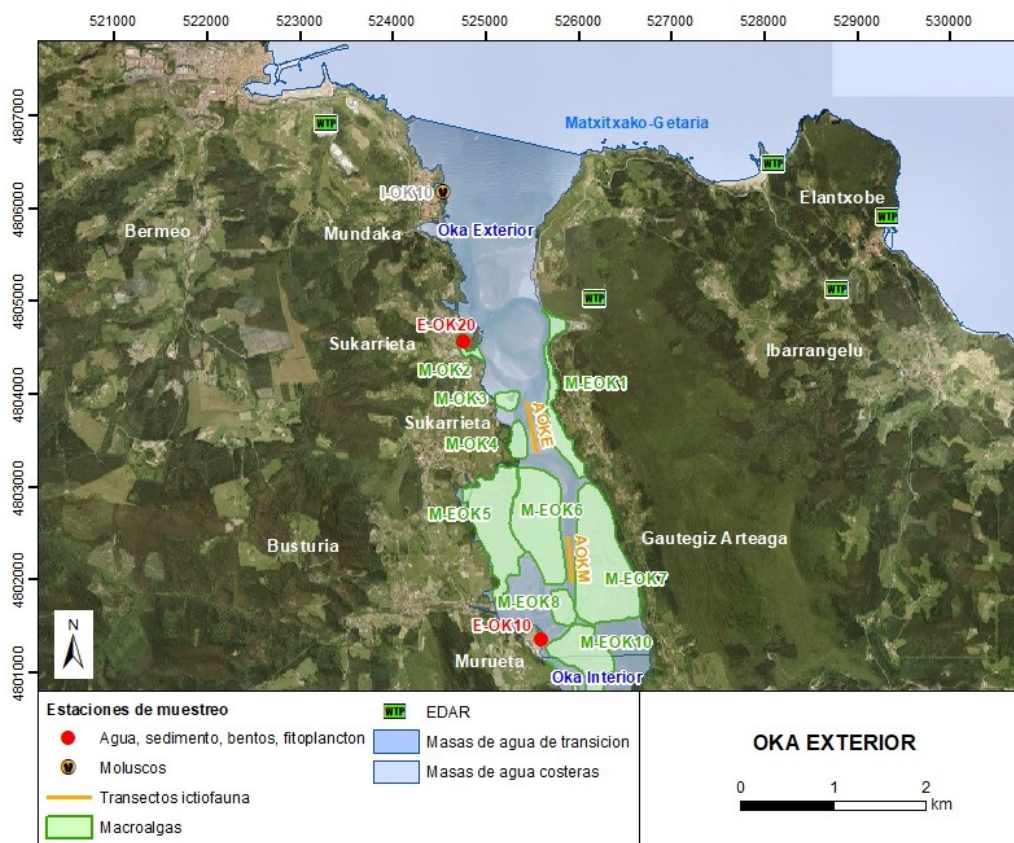 521000 522000 523000 524000 525000 526000 527000 528000 529000 530000
4807000
4806000
4805000
4804000
4803000
4802000
4801000
WTP
Matxitxako-Getaria
WTP
I-OK10
Elantxobe
WTP
Bermeo
Mundaka
Oka Exterior
WTP
WTP
E-OK20
Sukarrieta
Ibarrangelu
M-OK2
M-EOK1
M-OK3
AOKE
Sukarrieta
M-OK4
M-EOK5
M-EOK6
Gautegiz Arteaga
Busturia
AOKM
M-EOK7
M-EOK8
E-OK10
M-EOK10
Murueta
Oka Interior
N
Estaciones de muestreo
Agua, sedimento, bentos, fitoplancton
Moluscos
Transectos ictiofauna
Macroalgas
WTP EDAR
Masas de agua de transicion
Masas de agua costeras
OKA EXTERIOR
0 1 2
km